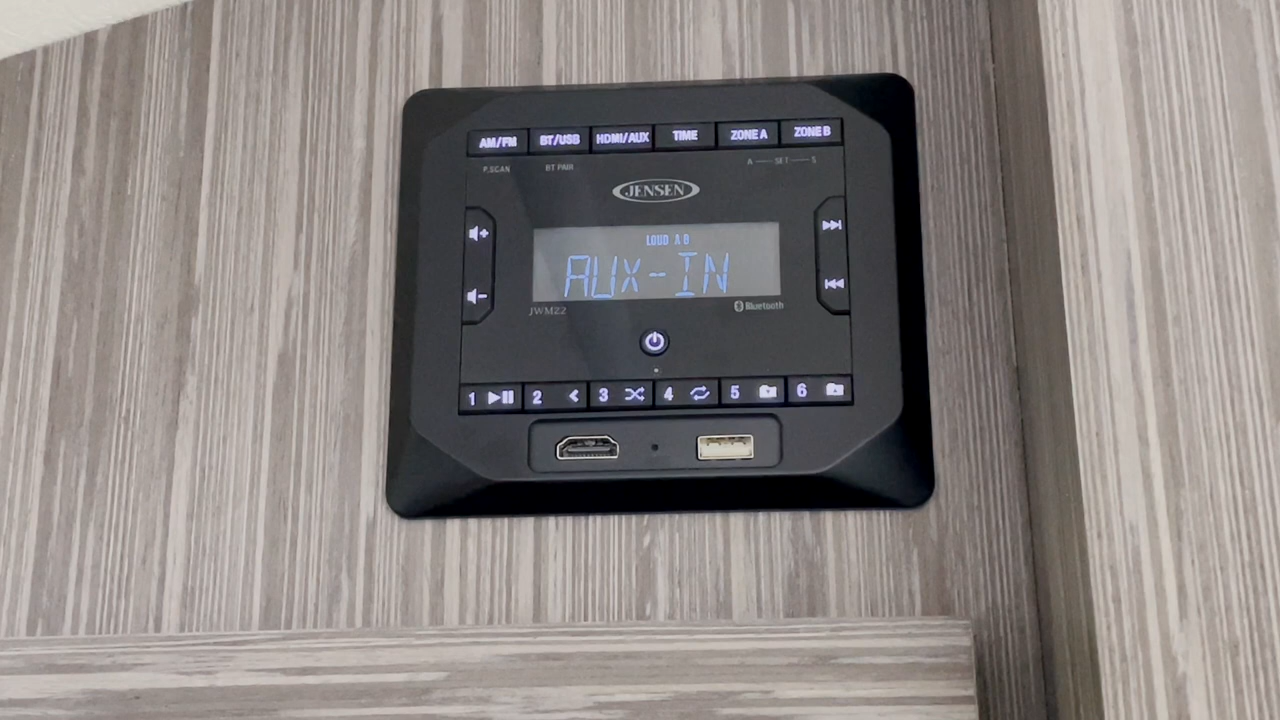 AM/FM BT/USB HDMI/AUX TIME ZONE A ZONE B
P.SCAN BT PAIR A SET S
JENSEN
LOUD A B
AUX-IN
JWM22 Bluetooth
1 2 3 4 5 6